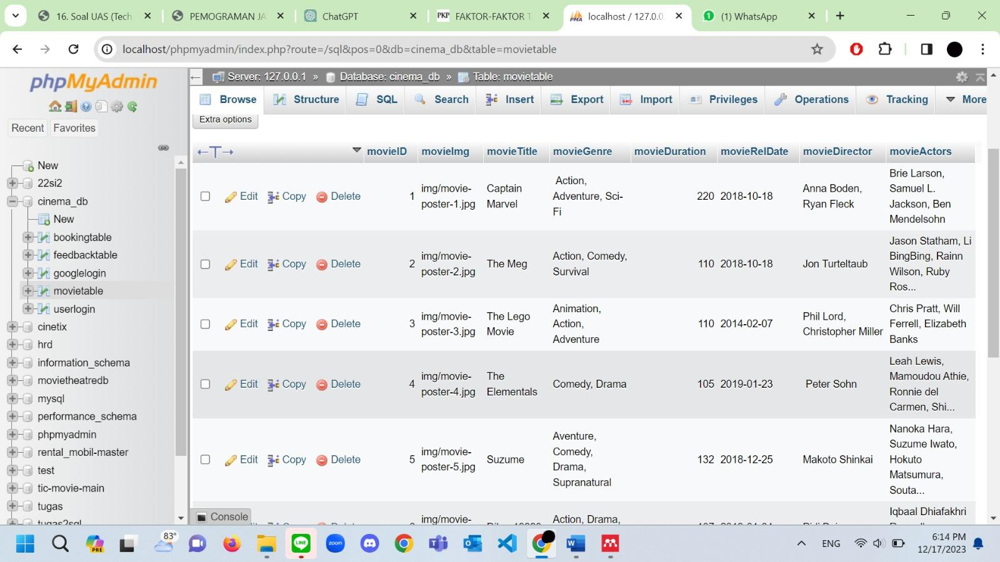 16. Soal UAS (Tech
PEMOGRAMAN JA
ChatGPT
PKP FAKTOR-FAKTOR T
PMA localhost / 127.0.0.
1 (1) WhatsApp
localhost/phpmyadmin/index.php?route=/sql&pos=0&db=cinema_db&table=movietable
phpMyAdmin
Recent Favorites
New
22si2
cinema_db
New
bookingtable
feedbacktable
googlelogin
movietable
userlogin
cinetix
hrd
information_schema
movietheatredb
mysql
performance_schema
phpmyadmin
rental_mobil-master
test
tic-movie-main
tugas
tugas2sql
Server: 127.0.0.1 » Database: cinema_db » Table: movietable
Browse Structure SQL Search Insert Export Import Privileges Operations Tracking More
Extra options
←T→ movieID movieImg movieTitle movieGenre movieDuration movieRelDate movieDirector movieActors
Edit Copy Delete
1
img/movie-
poster-1.jpg
Captain
Marvel
Action,
Adventure, Sci-
Fi
220
2018-10-18
Anna Boden,
Ryan Fleck
Brie Larson,
Samuel L.
Jackson, Ben
Mendelsohn
Edit Copy Delete
2
img/movie-
poster-2.jpg
The Meg
Action, Comedy,
Survival
110
2018-10-18
Jon Turteltaub
Jason Statham, Li
BingBing, Rainn
Wilson, Ruby
Ros...
Edit Copy Delete
3
img/movie-
poster-3.jpg
The Lego
Movie
Animation,
Action,
Adventure
110
2014-02-07
Phil Lord,
Christopher Miller
Chris Pratt, Will
Ferrell, Elizabeth
Banks
Edit Copy Delete
4
img/movie-
poster-4.jpg
The
Elementals
Comedy, Drama
105
2019-01-23
Peter Sohn
Leah Lewis,
Mamoudou Athie,
Ronnie del
Carmen, Shi...
Edit Copy Delete
5
img/movie-
poster-5.jpg
Suzume
Aventure,
Comedy,
Drama,
Supranatural
132
2018-12-25
Makoto Shinkai
Nanoka Hara,
Suzume Iwato,
Hokuto
Matsumura,
Souta...
img/movie-
Action, Drama,
Iqbaal Dhiafakhri
Console
83°
PRE
LINE
zoom
ENG
6:14 PM
12/17/2023